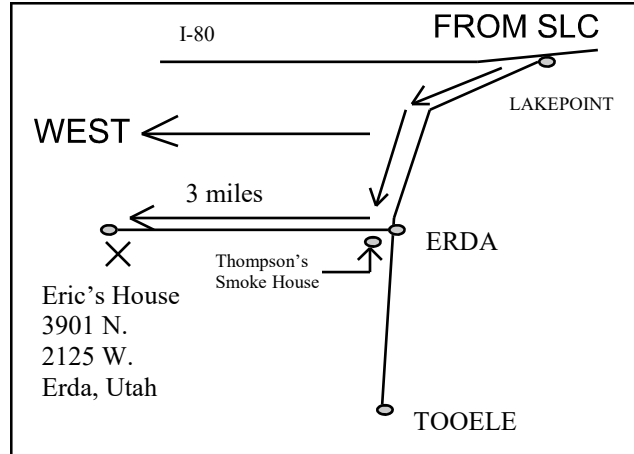 FROM SLC
I-80
LAKEPOINT
WEST
3 miles
ERDA
Thompson's
Smoke House
Eric's House
3901 N.
2125 W.
Erda, Utah
TOOELE